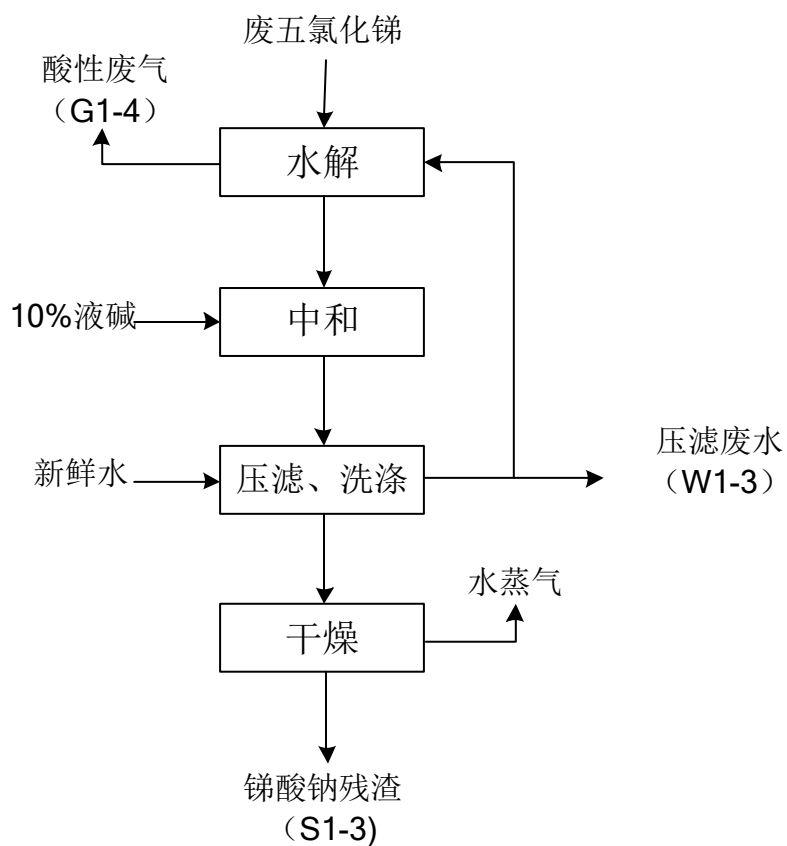 废五氯化锑
酸性废气
（G1-4）
水解
10%液碱
中和
新鲜水
压滤、洗涤
压滤废水
（W1-3）
水蒸气
干燥
锑酸钠残渣
（S1-3)